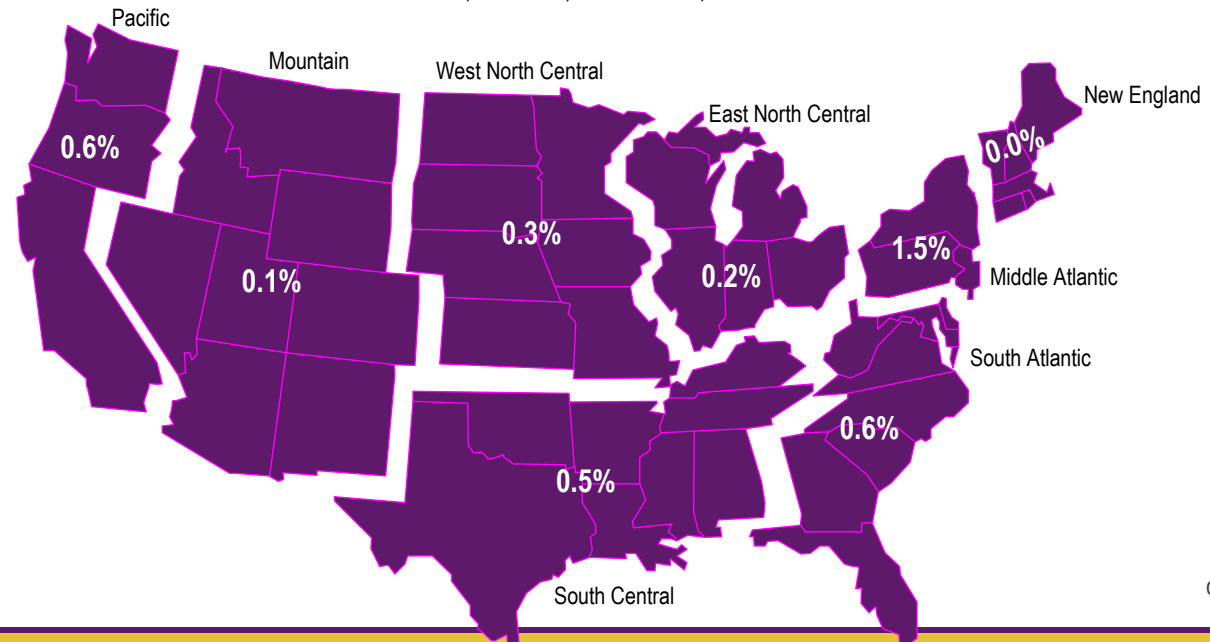 Pacific
Mountain
West North Central
East North Central
New England
0.6%
0.0%
0.3%
1.5%
0.1%
0.2%
Middle Atlantic
South Atlantic
0.6%
0.5%
South Central